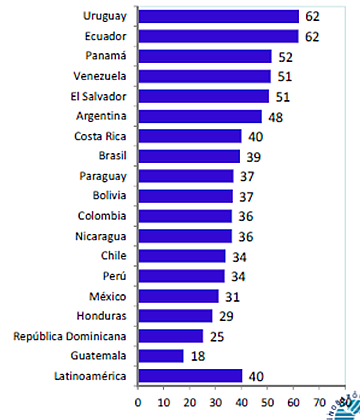 Uruguay 62
Ecuador 62
Panamá 52
Venezuela 51
El Salvador 51
Argentina 48
Costa Rica 40
Brasil 39
Paraguay 37
Bolivia 37
Colombia 36
Nicaragua 36
Chile 34
Perú 34
México 31
Honduras 29
República Dominicana 25
Guatemala 18
Latinoamérica 40
0 10 20 30 40 50 60 70 80